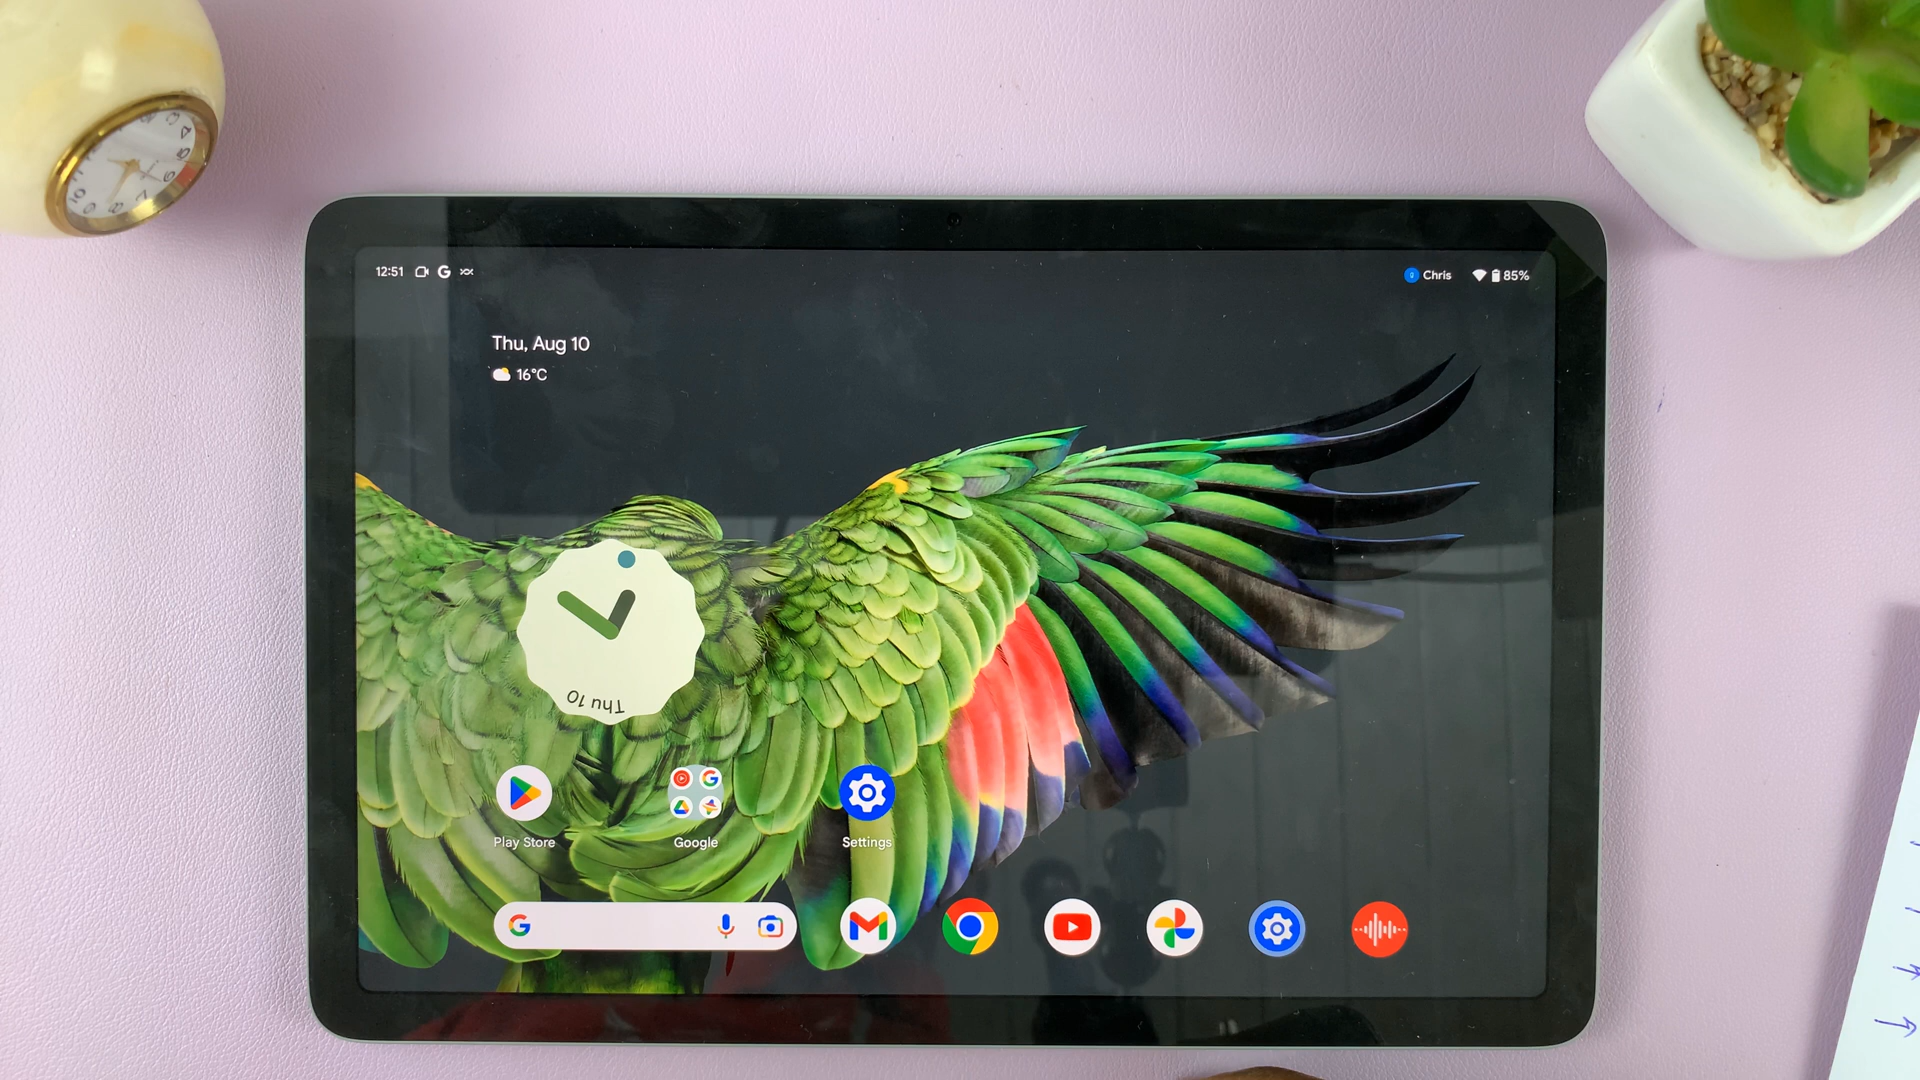 12:51
Chris 85%
Thu, Aug 10
16°C
Thu 10
Play Store
Google
Settings